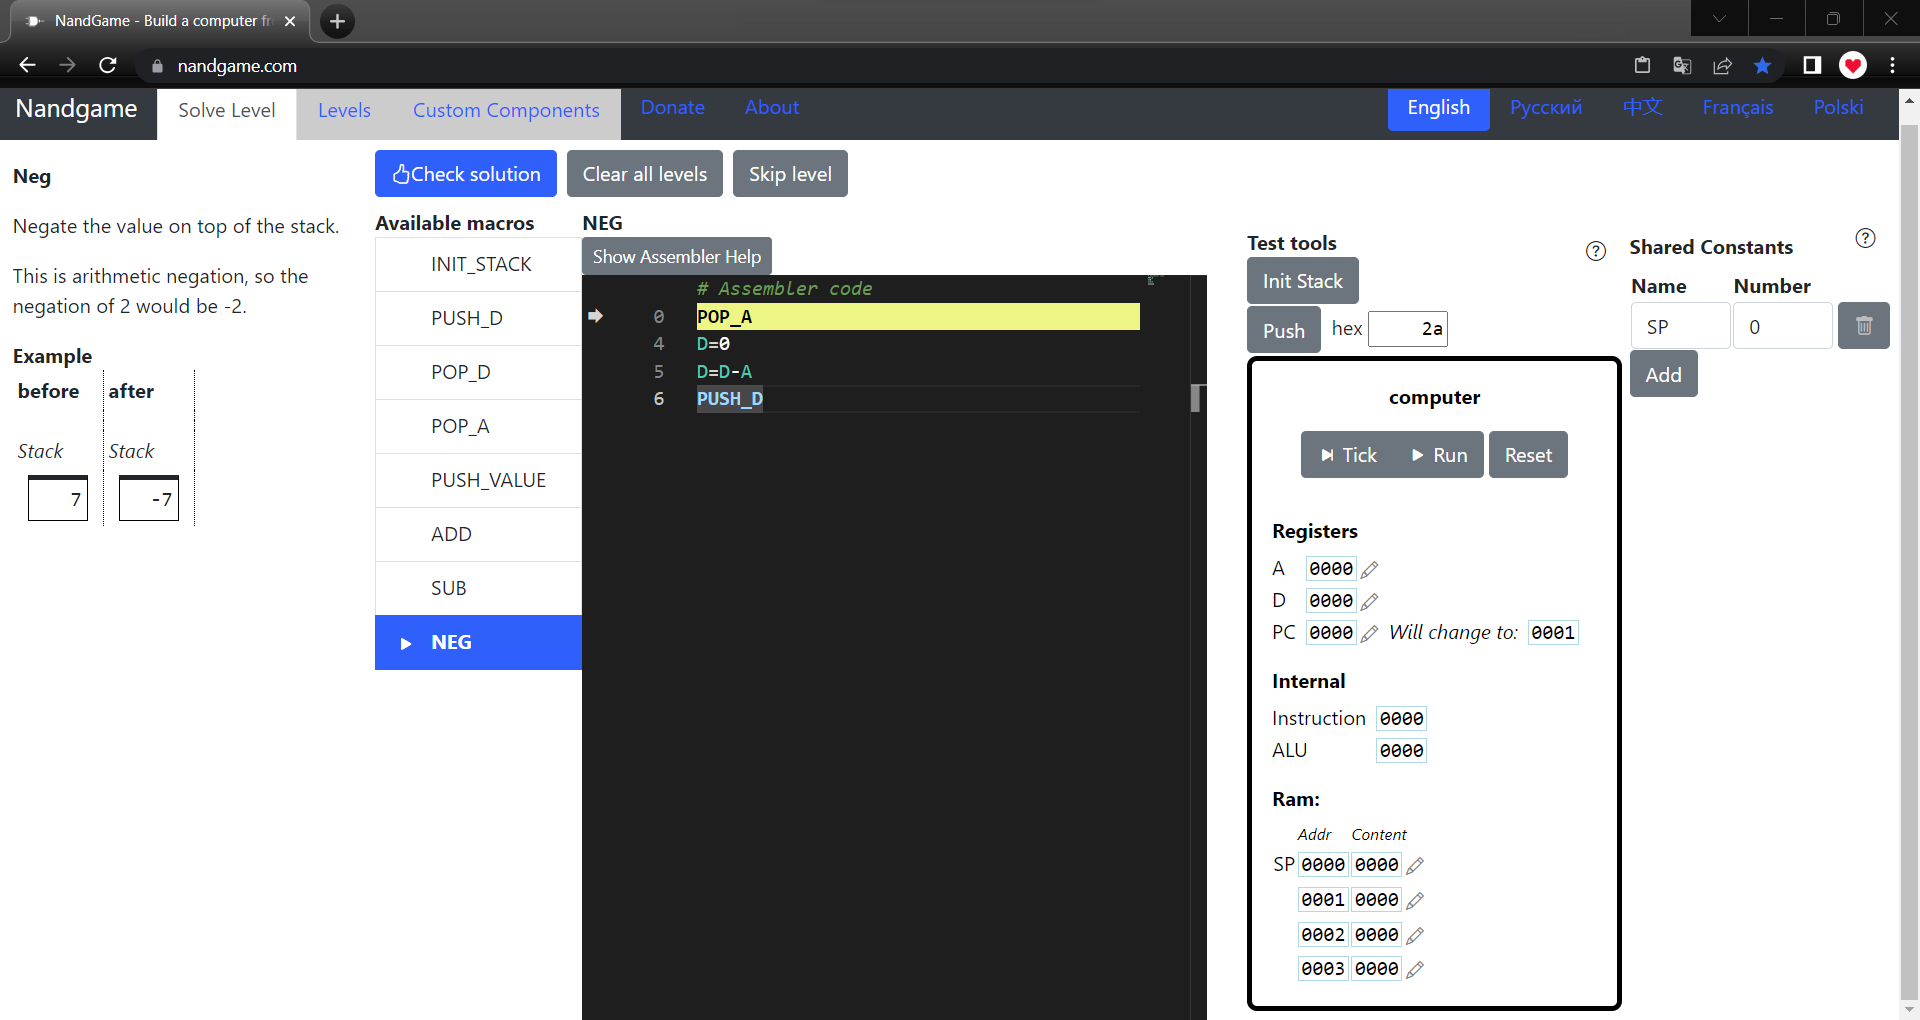 NandGame - Build a computer fr
nandgame.com
Nandgame
Solve Level
Levels
Custom Components
Donate
About
English
Русский
中文
Français
Polski
Neg
Negate the value on top of the stack.
This is arithmetic negation, so the
negation of 2 would be -2.
Example
before after
Stack Stack
7 -7
Check solution
Clear all levels
Skip level
Available macros
INIT_STACK
PUSH_D
POP_D
POP_A
PUSH_VALUE
ADD
SUB
NEG
NEG
Show Assembler Help
# Assembler code
0 POP_A
4 D=0
5 D=D-A
6 PUSH_D
Test tools
Init Stack
Push hex 2a
computer
Tick Run Reset
Registers
A 0000
D 0000
PC 0000 Will change to: 0001
Internal
Instruction 0000
ALU 0000
Ram:
Addr Content
SP 0000 0000
0001 0000
0002 0000
0003 0000
Shared Constants
Name Number
SP 0
Add